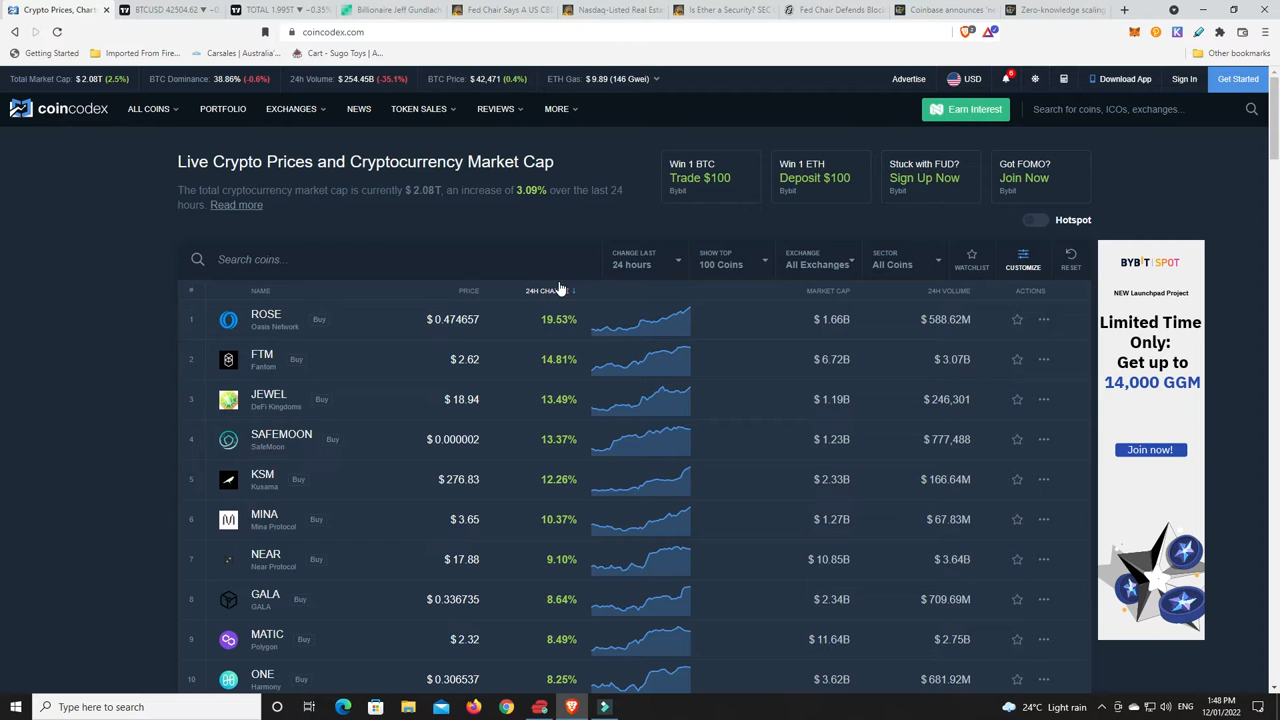 Crypto Prices, Chart
BTCUSD 42504.62 ▼ −0
TOTAL 1.995T ▼ −0.35%
Billionaire Jeff Gundlach
Fed Chair Says A US CB
Nasdaq-Listed Real Esta
Is Ether a Security? SEC
Fed Chair Defends Block
Coinbase announces 'ne
Zero-knowledge scaling
coincodex.com
Getting Started
Imported From Fire...
Carsales | Australia'...
Cart - Sugo Toys | A...
Other bookmarks
Total Market Cap: $ 2.08T (2.5%)
BTC Dominance: 38.86% (-0.6%)
24h Volume: $ 254.45B (-35.1%)
BTC Price: $ 42,471 (0.4%)
ETH Gas: $ 9.89 (146 Gwei)
Advertise
USD
6
Download App
Sign In
Get Started
coincodex
ALL COINS
PORTFOLIO
EXCHANGES
NEWS
TOKEN SALES
REVIEWS
MORE
Earn Interest
Search for coins, ICOs, exchanges...
Live Crypto Prices and Cryptocurrency Market Cap
The total cryptocurrency market cap is currently $ 2.08T, an increase of 3.09% over the last 24
hours. Read more
Win 1 BTC
Trade $100
Bybit
Win 1 ETH
Deposit $100
Bybit
Stuck with FUD?
Sign Up Now
Bybit
Got FOMO?
Join Now
Bybit
Hotspot
Search coins...
CHANGE LAST
24 hours
SHOW TOP
100 Coins
EXCHANGE
All Exchanges
SECTOR
All Coins
WATCHLIST
CUSTOMIZE
RESET
# NAME PRICE 24H CHA MARKET CAP 24H VOLUME ACTIONS
1 ROSE Oasis Network Buy $ 0.474657 19.53% $ 1.66B $ 588.62M
2 FTM Fantom Buy $ 2.62 14.81% $ 6.72B $ 3.07B
3 JEWEL DeFi Kingdoms Buy $ 18.94 13.49% $ 1.19B $ 246,301
4 SAFEMOON SafeMoon Buy $ 0.000002 13.37% $ 1.23B $ 777,488
5 KSM Kusama Buy $ 276.83 12.26% $ 2.33B $ 166.64M
6 MINA Mina Protocol Buy $ 3.65 10.37% $ 1.27B $ 67.83M
7 NEAR Near Protocol Buy $ 17.88 9.10% $ 10.85B $ 3.64B
8 GALA GALA Buy $ 0.336735 8.64% $ 2.34B $ 709.69M
9 MATIC Polygon Buy $ 2.32 8.49% $ 11.64B $ 2.75B
10 ONE Harmony Buy $ 0.306537 8.25% $ 3.62B $ 681.92M
BYBIT | SPOT
NEW Launchpad Project
Limited Time
Only:
Get up to
14,000 GGM
Join now!
Type here to search
24°C Light rain
ENG
1:48 PM
12/01/2022